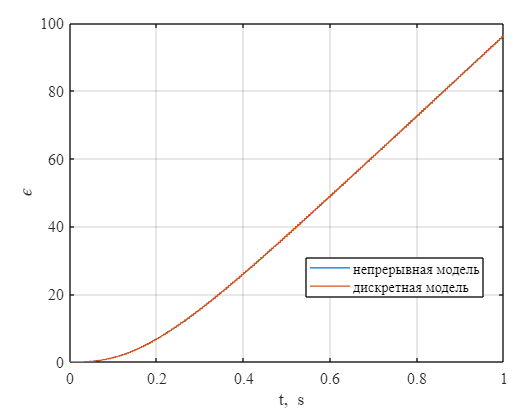 100
80
60
40
20
0
ϵ
непрерывная модель
дискретная модель
0 0.2 0.4 0.6 0.8 1
t, s